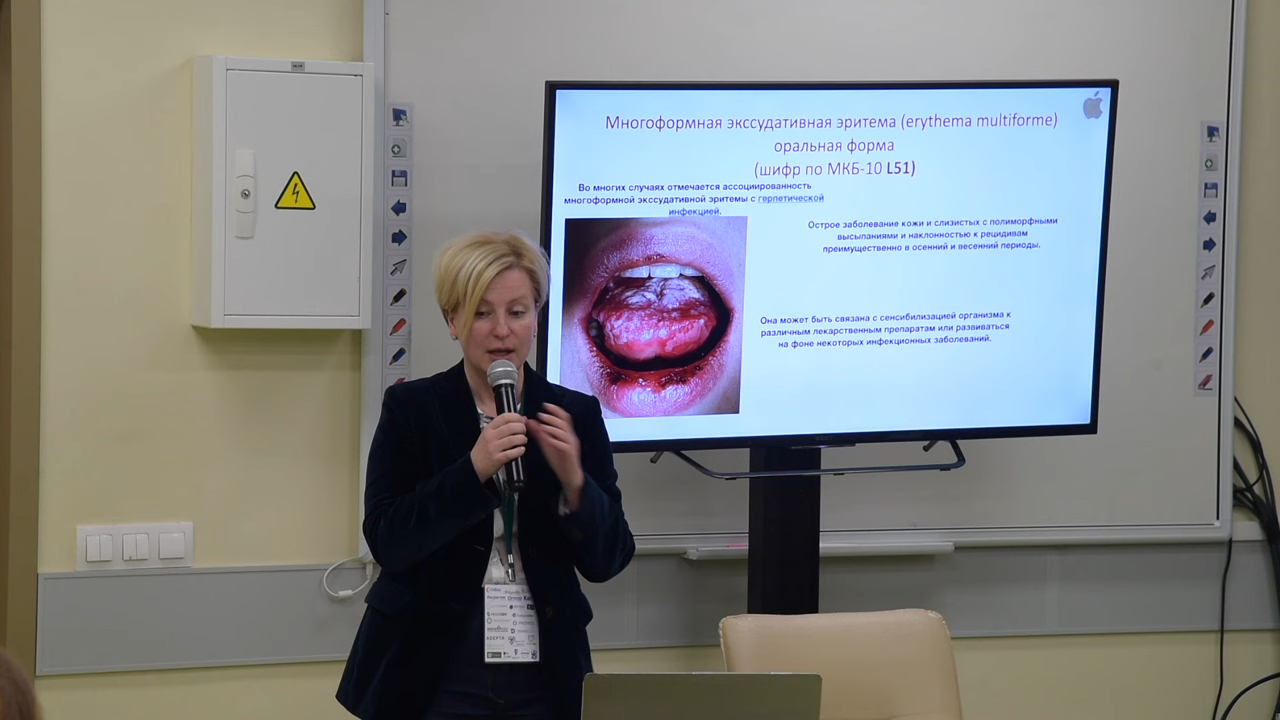 Многоформная экссудативная эритема (erythema multiforme)
оральная форма
(шифр по МКБ-10 L51)
Во многих случаях отмечается ассоциированность
многоформной экссудативной эритемы с герпетической
инфекцией.
Острое заболевание кожи и слизистых с полиморфными
высыпаниями и наклонностью к рецидивам
преимущественно в осенний и весенний периоды.
Она может быть связана с сенсибилизацией организма к
различным лекарственным препаратам или развиваться
на фоне некоторых инфекционных заболеваний.